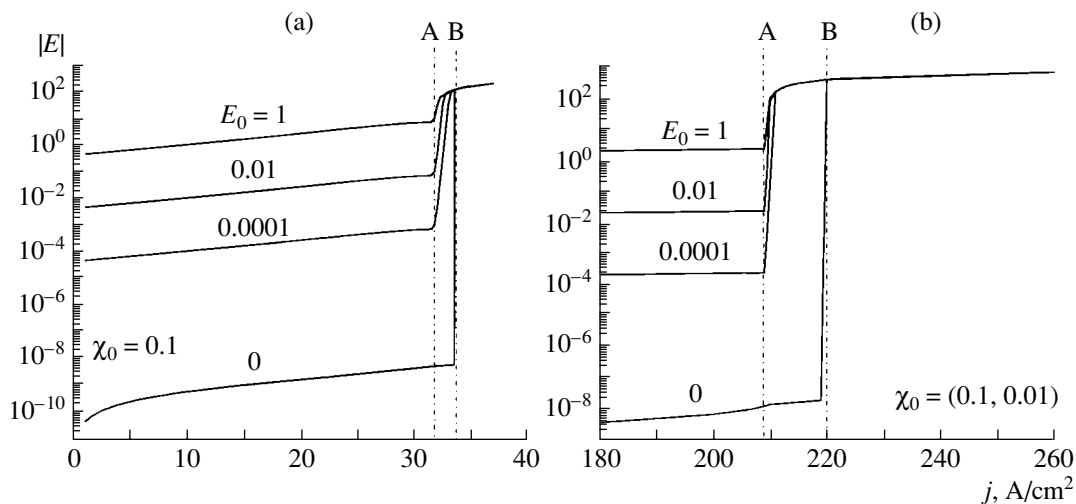 (a)
A B
|E|
10^2
10^0
10^−2
10^−4
10^−6
10^−8
10^−10
E_0 = 1
0.01
0.0001
χ_0 = 0.1
0
0 10 20 30 40
A B
(b)
10^2
10^0
10^−2
10^−4
10^−6
10^−8
E_0 = 1
0.01
0.0001
0
χ_0 = (0.1, 0.01)
180 200 220 240 260
j, A/cm^2